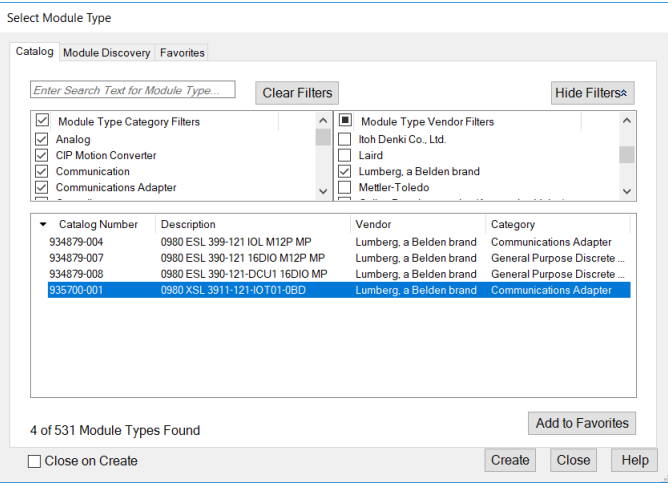 Select Module Type
Catalog Module Discovery Favorites
Enter Search Text for Module Type... Clear Filters Hide Filters
Module Type Category Filters Module Type Vendor Filters
Analog Itoh Denki Co., Ltd.
CIP Motion Converter Laird
Communication Lumberg, a Belden brand
Communications Adapter Mettler-Toledo
Catalog Number Description Vendor Category
934879-004 0980 ESL 399-121 IOL M12P MP Lumberg, a Belden brand Communications Adapter
934879-007 0980 ESL 390-121 16DIO M12P MP Lumberg, a Belden brand General Purpose Discrete ...
934879-008 0980 ESL 390-121-DCU1 16DIO MP Lumberg, a Belden brand General Purpose Discrete ...
935700-001 0980 XSL 3911-121-IOT01-0BD Lumberg, a Belden brand Communications Adapter
4 of 531 Module Types Found Add to Favorites
Close on Create Create Close Help